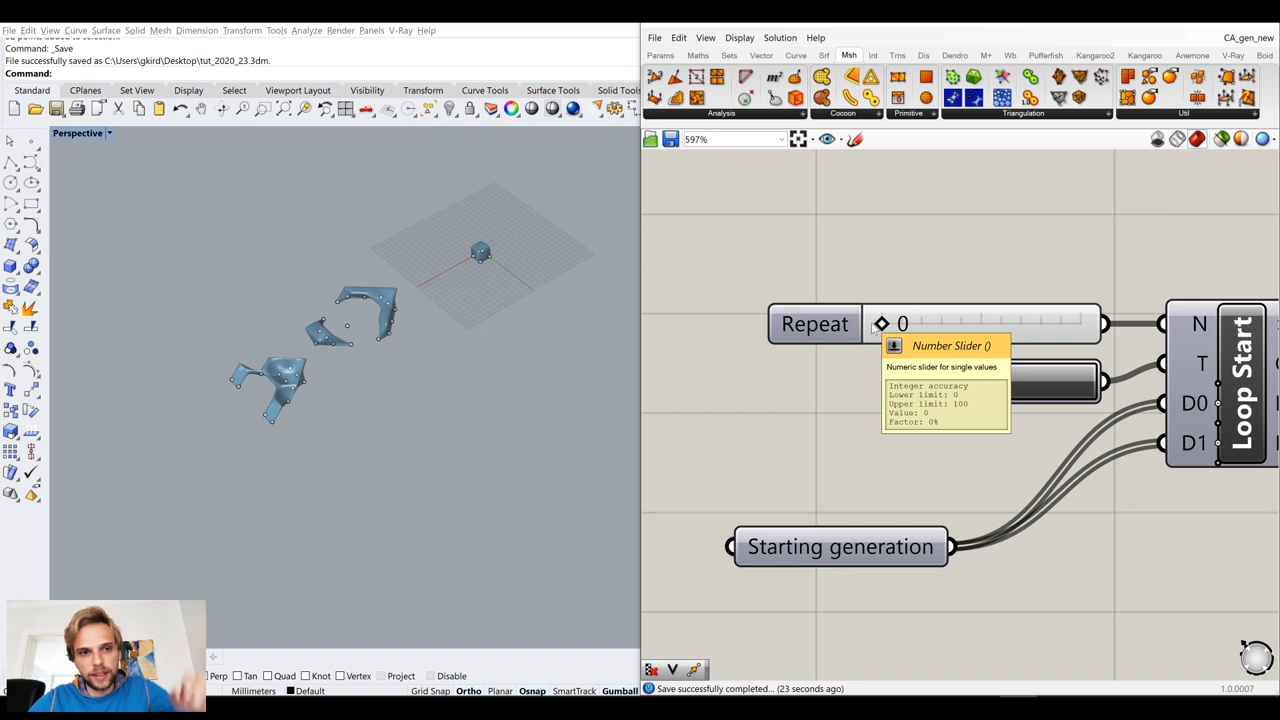 File Edit View Curve Surface Solid Mesh Dimension Transform Tools Analyze Render Panels V-Ray Help
Command: _Save
File successfully saved as C:\Users\gkird\Desktop\tut_2020_23.3dm.
Command:
Standard CPlanes Set View Display Select Viewport Layout Visibility Transform Curve Tools Surface Tools Solid Tools
Perspective
Perp Tan Quad Knot Vertex Project Disable
Millimeters Default Grid Snap Ortho Planar Osnap SmartTrack Gumball
File Edit View Display Solution Help CA_gen_new
Params Maths Sets Vector Curve Srf Msh Int Trns Dis M+ Wb Pufferfish Kangaroo2 Kangaroo Anemone V-Ray Boid
Analysis Cocoon Primitive Triangulation Util
597%
Repeat 0
Number Slider ()
Numeric slider for single values
Integer accuracy
Lower limit: 0
Upper limit: 100
Value: 0
Factor: 0%
Starting generation
N
T
D0
D1
Loop Start
Save successfully completed... (23 seconds ago) 1.0.0007